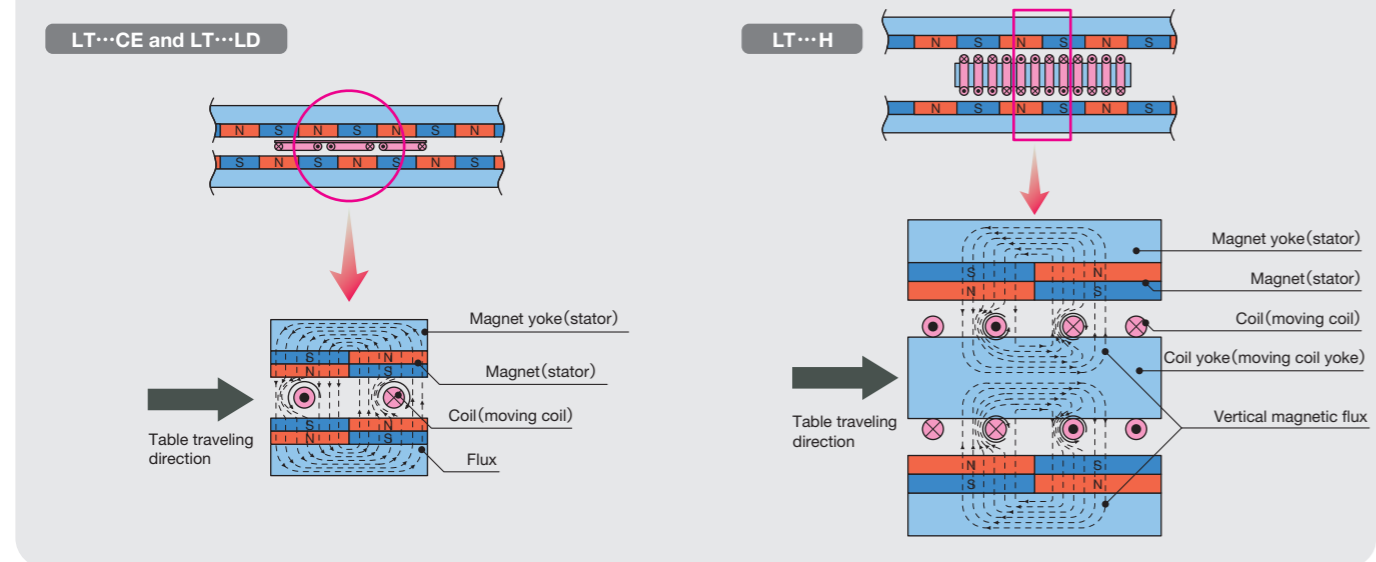 LT···CE and LT···LD
N S N S N S N
S N S N S N S
S N
N S
S N
N S
Magnet yoke(stator)
Magnet(stator)
Coil(moving coil)
Flux
Table traveling
direction
LT···H
N S N S N S
N S N S N S
S N
N S
N S
S N
Magnet yoke(stator)
Magnet(stator)
Coil(moving coil)
Coil yoke(moving coil yoke)
Vertical magnetic flux
Table traveling
direction